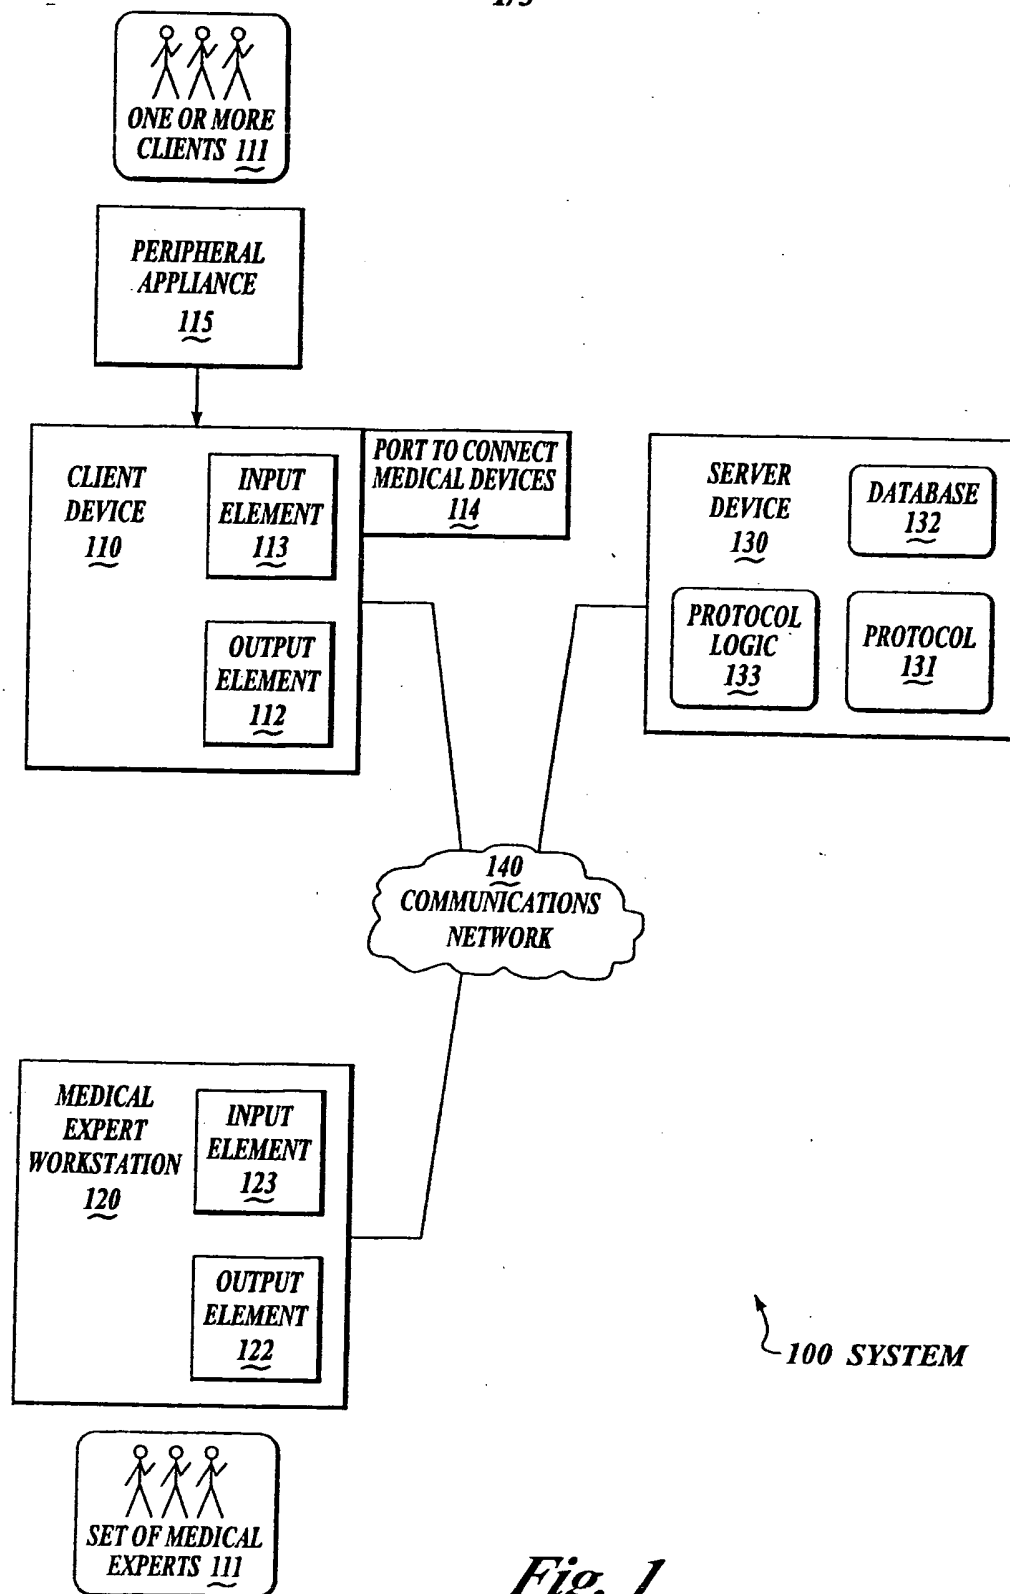 ONE OR MORE
CLIENTS 111
PERIPHERAL
APPLIANCE
115
CLIENT
DEVICE
110
INPUT
ELEMENT
113
OUTPUT
ELEMENT
112
PORT TO CONNECT
MEDICAL DEVICES
114
SERVER
DEVICE
130
DATABASE
132
PROTOCOL
LOGIC
133
PROTOCOL
131
140
COMMUNICATIONS
NETWORK
MEDICAL
EXPERT
WORKSTATION
120
INPUT
ELEMENT
123
OUTPUT
ELEMENT
122
100 SYSTEM
SET OF MEDICAL
EXPERTS 111
Fig. 1